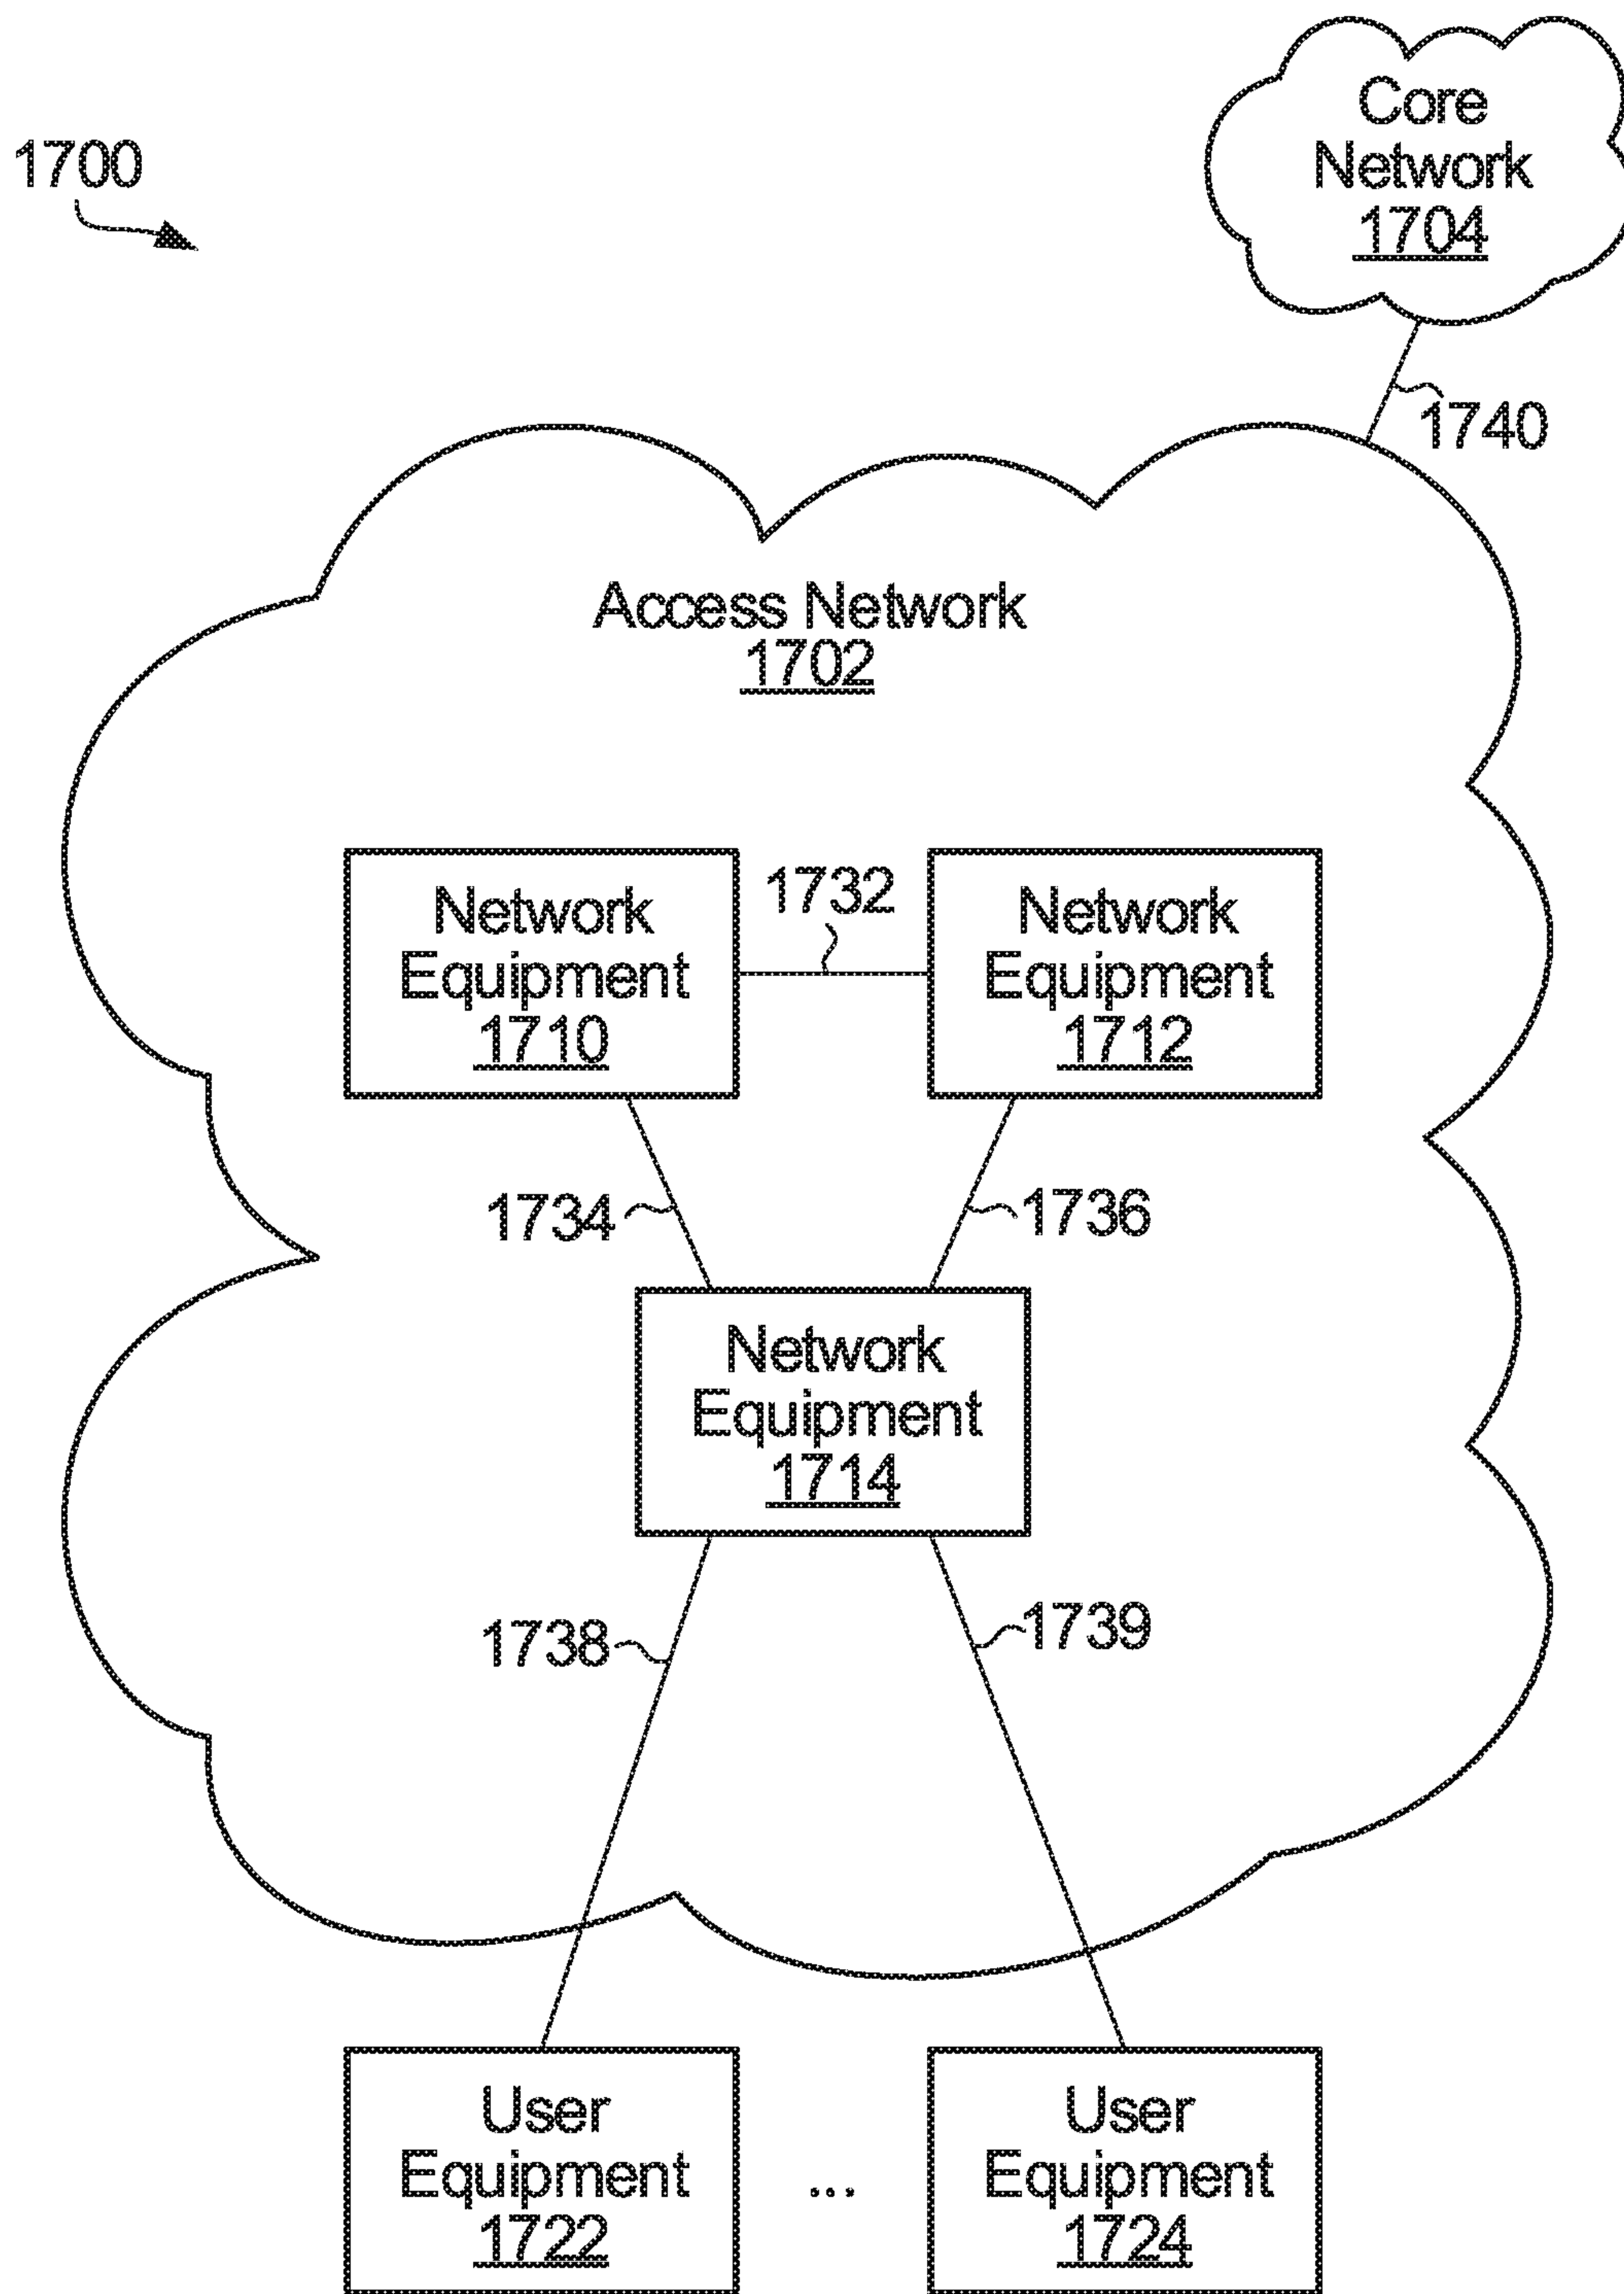 1700
Core
Network
1704
1740
Access Network
1702
Network
Equipment
1710
1732
Network
Equipment
1712
1734
1736
Network
Equipment
1714
1738
1739
User
Equipment
1722
...
User
Equipment
1724